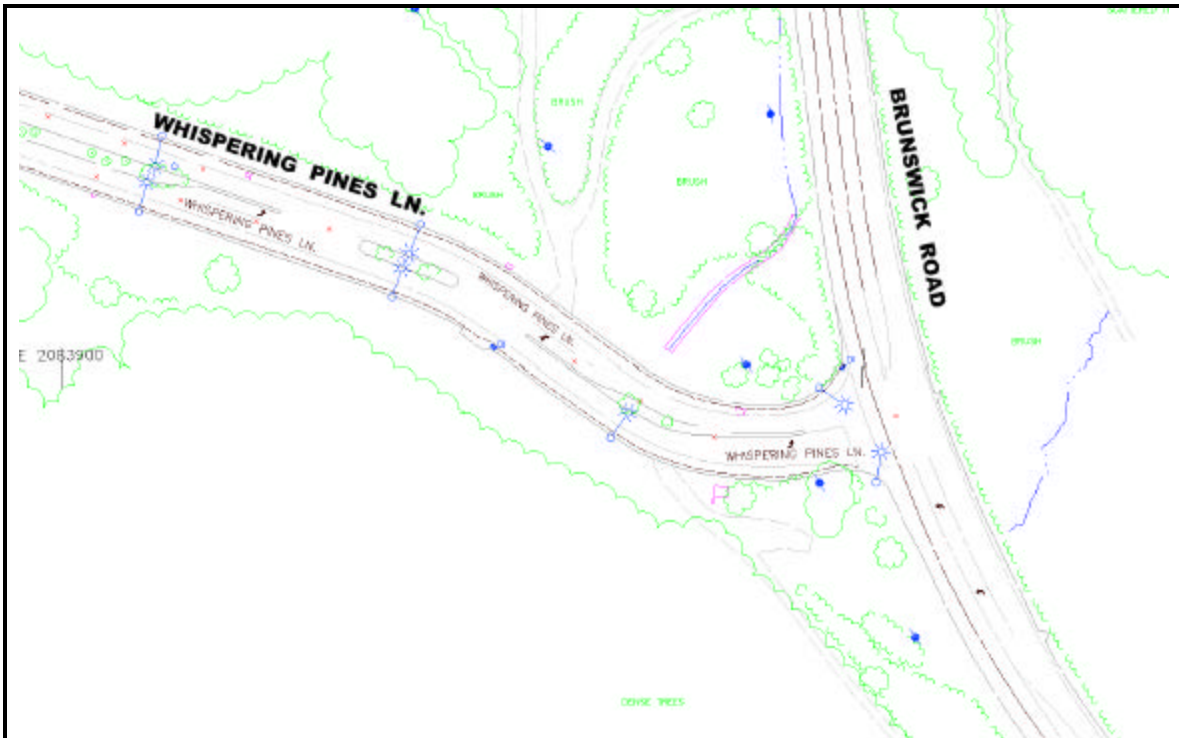 BRUSH
WHISPERING PINES LN.
BRUNSWICK ROAD
BRUSH
BRUSH
WHISPERING PINES LN.
WHISPERING PINES LN.
BRUSH
E 2083900
WHISPERING PINES LN.
DENSE TREES